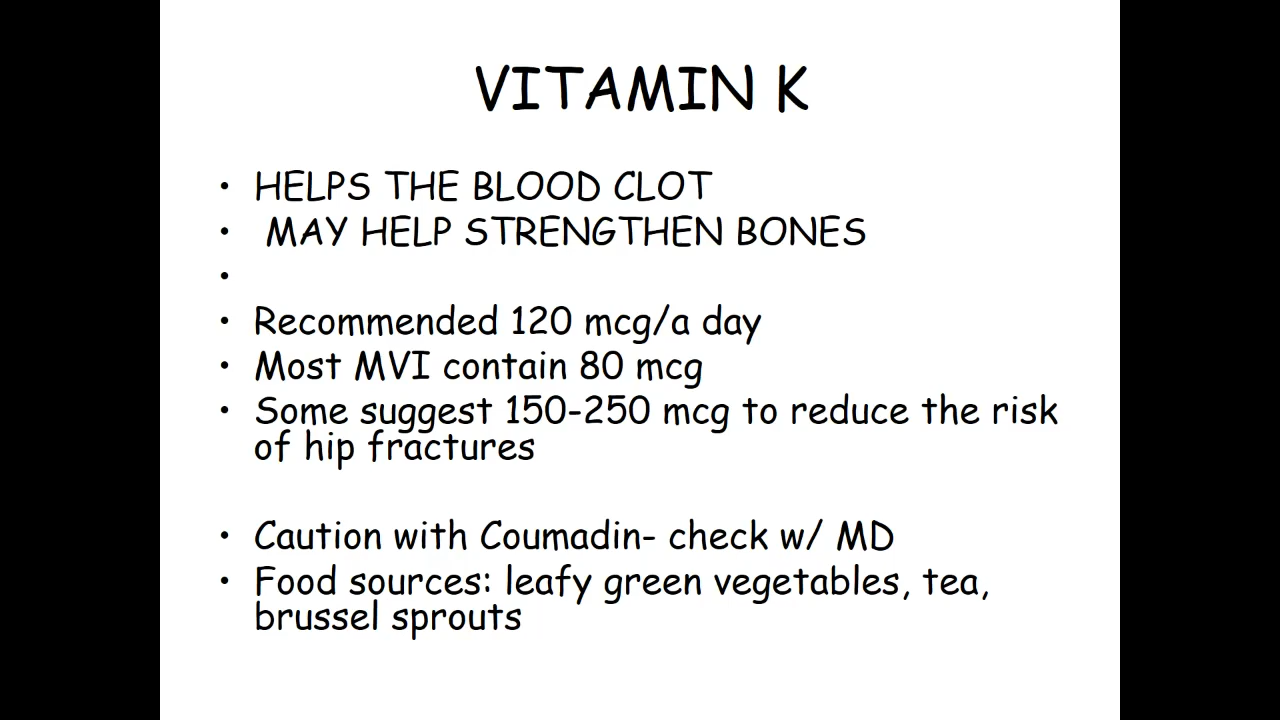 VITAMIN K
• HELPS THE BLOOD CLOT
• MAY HELP STRENGTHEN BONES
•
• Recommended 120 mcg/a day
• Most MVI contain 80 mcg
• Some suggest 150-250 mcg to reduce the risk
of hip fractures
• Caution with Coumadin- check w/ MD
• Food sources: leafy green vegetables, tea,
brussel sprouts